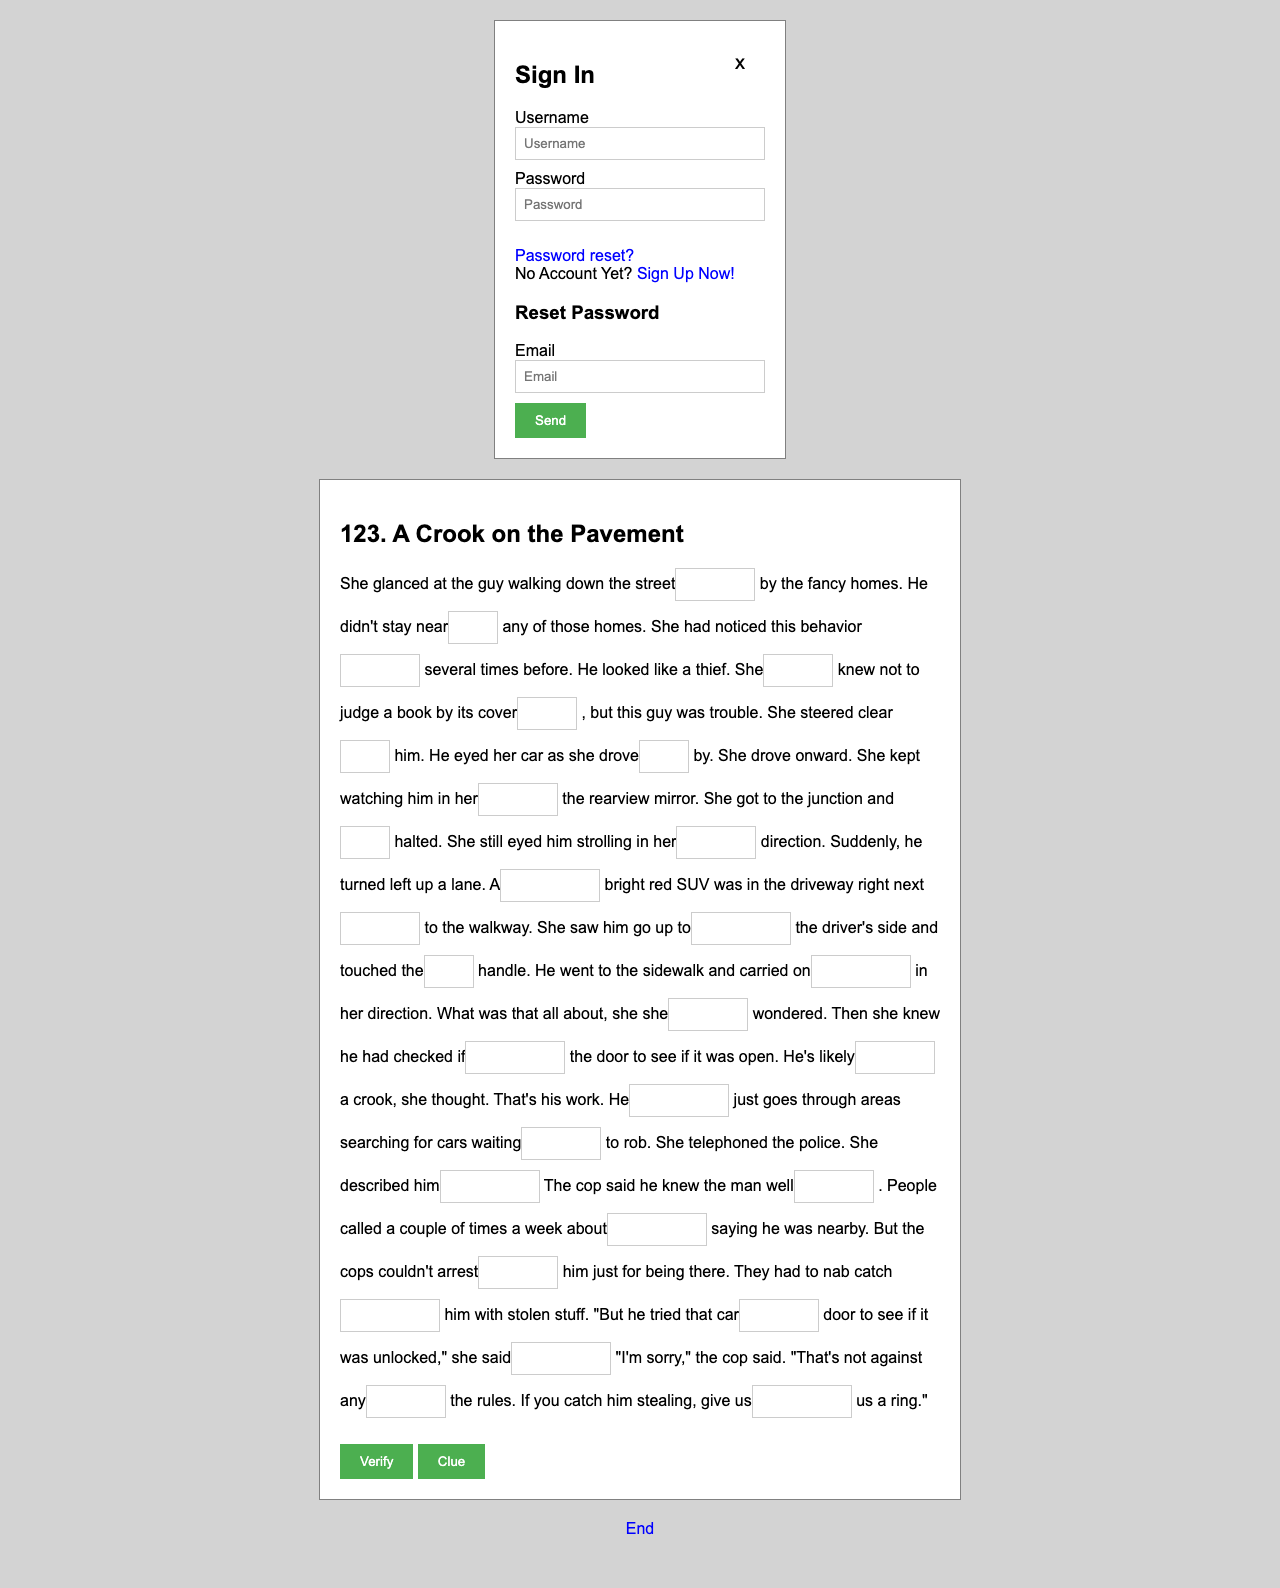 Sign In
X
Username
Username
Password
Password
Password reset?
No Account Yet? Sign Up Now!
Reset Password
Email
Email
Send
123. A Crook on the Pavement
She glanced at the guy walking down the street by the fancy homes. He
didn't stay near any of those homes. She had noticed this behavior
several times before. He looked like a thief. She knew not to
judge a book by its cover , but this guy was trouble. She steered clear
him. He eyed her car as she drove by. She drove onward. She kept
watching him in her the rearview mirror. She got to the junction and
halted. She still eyed him strolling in her direction. Suddenly, he
turned left up a lane. A bright red SUV was in the driveway right next
to the walkway. She saw him go up to the driver's side and
touched the handle. He went to the sidewalk and carried on in
her direction. What was that all about, she she wondered. Then she knew
he had checked if the door to see if it was open. He's likely
a crook, she thought. That's his work. He just goes through areas
searching for cars waiting to rob. She telephoned the police. She
described him The cop said he knew the man well . People
called a couple of times a week about saying he was nearby. But the
cops couldn't arrest him just for being there. They had to nab catch
him with stolen stuff. "But he tried that car door to see if it
was unlocked," she said "I'm sorry," the cop said. "That's not against
any the rules. If you catch him stealing, give us us a ring."
Verify Clue
End